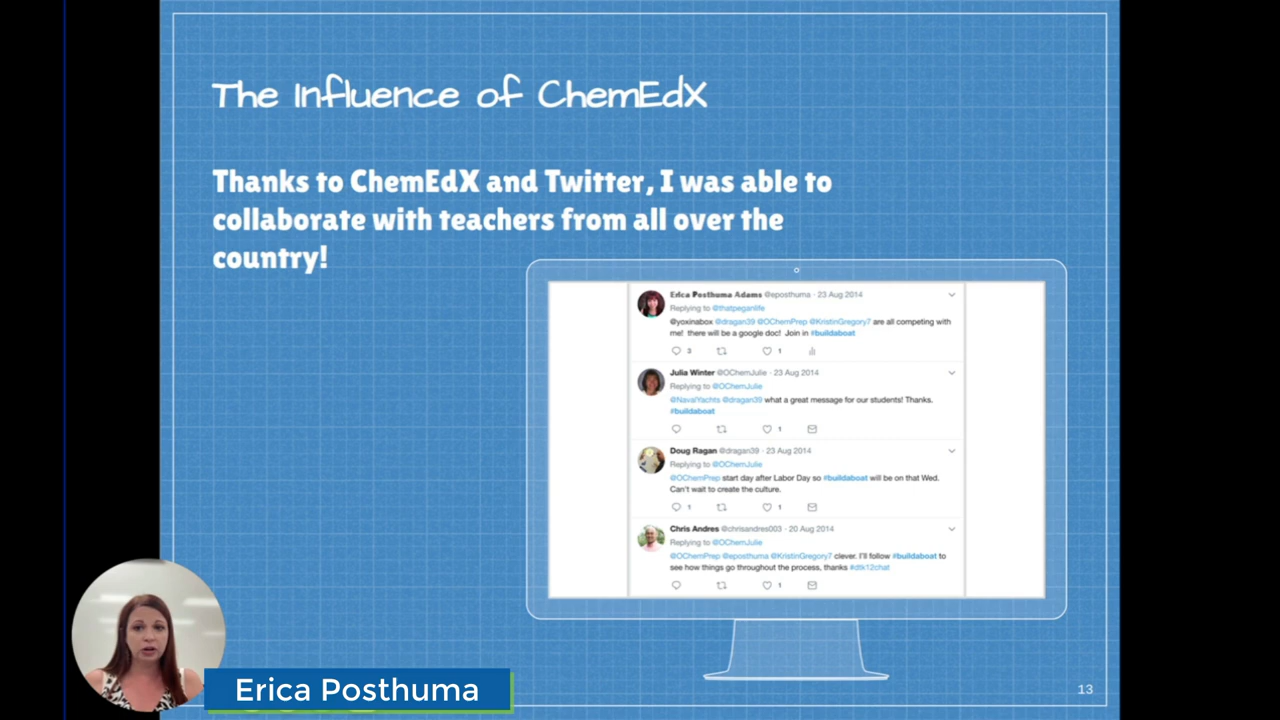 The Influence of ChemEdX
Thanks to ChemEdX and Twitter, I was able to
collaborate with teachers from all over the
country!
Erica Posthuma Adams @eposthuma · 23 Aug 2014
Replying to @thatpeganlife
@yoxinabox @dragan39 @OChemPrep @KristinGregory7 are all competing with
me! there will be a google doc! Join in #buildaboat
3 1
Julia Winter @OChemJulie · 23 Aug 2014
Replying to @OChemJulie
@NavalYachts @dragan39 what a great message for our students! Thanks.
#buildaboat
1
Doug Ragan @dragan39 · 23 Aug 2014
Replying to @OChemJulie
@OChemPrep start day after Labor Day so #buildaboat will be on that Wed.
Can't wait to create the culture.
1 1
Chris Andres @chrisandres003 · 20 Aug 2014
Replying to @OChemJulie
@OChemPrep @eposthuma @KristinGregory7 clever. I'll follow #buildaboat to
see how things go throughout the process, thanks #dtk12chat
1
Erica Posthuma
13